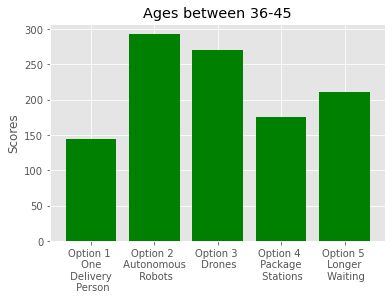 Ages between 36-45
Scores
300
250
200
150
100
50
0
Option 1
One
Delivery
Person
Option 2
Autonomous
Robots
Option 3
Drones
Option 4
Package
Stations
Option 5
Longer
Waiting